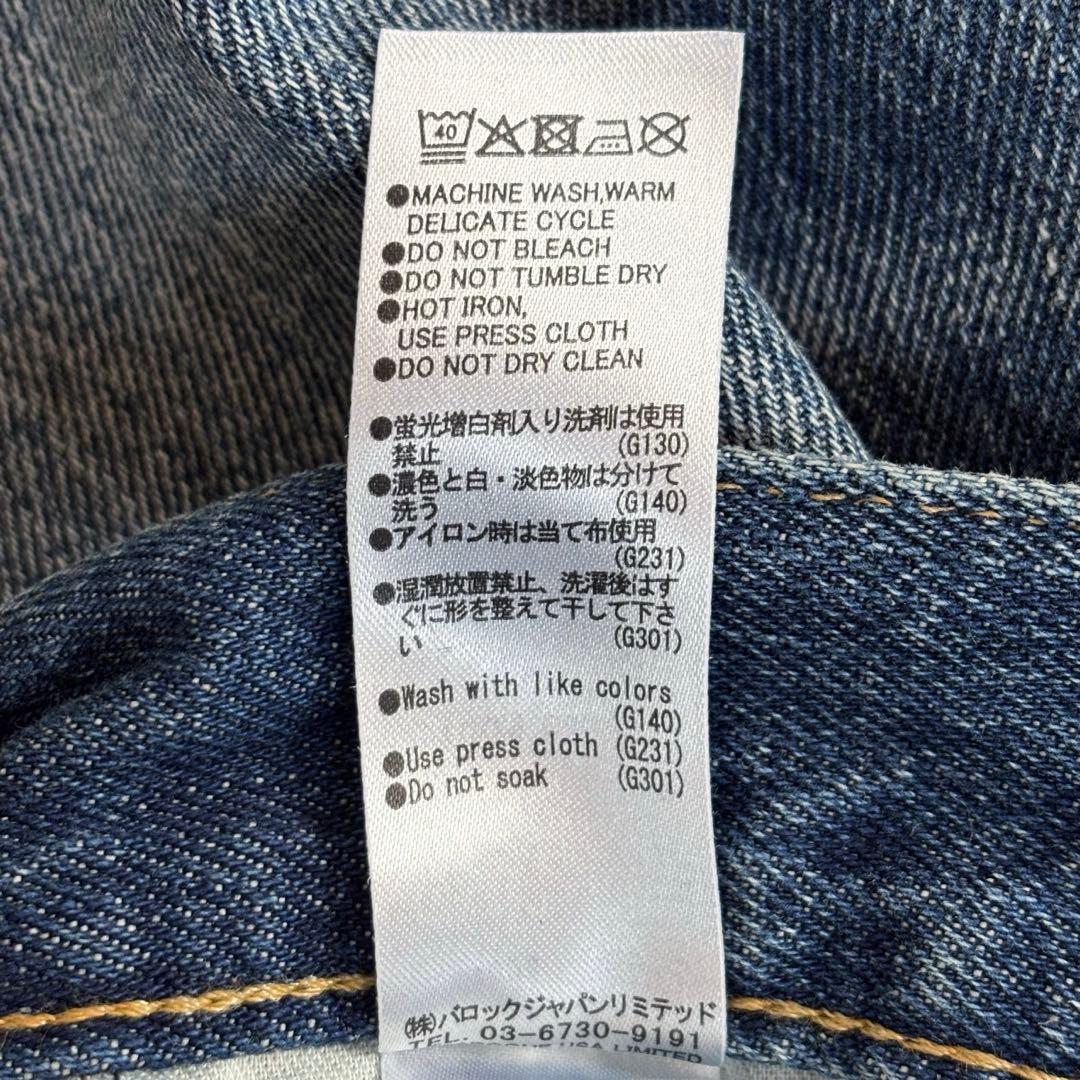 40
●MACHINE WASH,WARM
DELICATE CYCLE
●DO NOT BLEACH
●DO NOT TUMBLE DRY
●HOT IRON,
USE PRESS CLOTH
●DO NOT DRY CLEAN
●蛍光増白剤入り洗剤は使用
禁止 (G130)
●濃色と白・淡色物は分けて
洗う (G140)
●アイロン時は当て布使用
(G231)
●湿潤放置禁止、洗濯後はす
ぐに形を整えて干して下さ
い (G301)
●Wash with like colors
(G140)
●Use press cloth (G231)
●Do not soak (G301)
㈱バロックジャパンリミテッド
TEL. 03-6730-9191
USA LIMITED